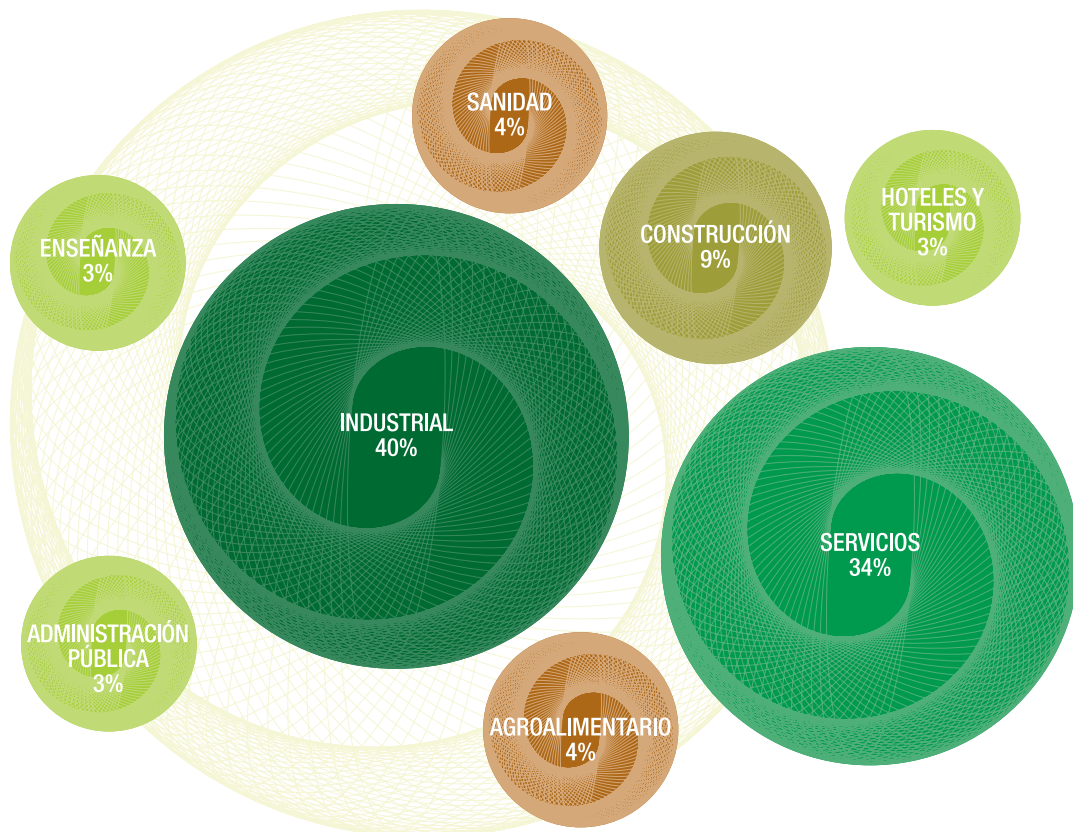 SANIDAD
4%
HOTELES Y
TURISMO
3%
CONSTRUCCIÓN
9%
ENSEÑANZA
3%
INDUSTRIAL
40%
SERVICIOS
34%
ADMINISTRACIÓN
PÚBLICA
3%
AGROALIMENTARIO
4%